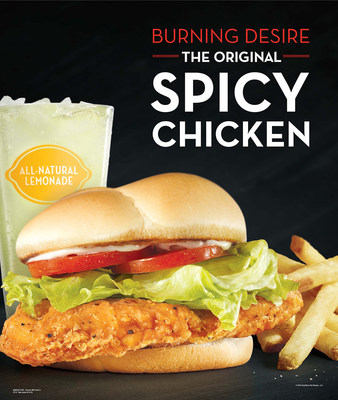 BURNING DESIRE
THE ORIGINAL
SPICY
CHICKEN
ALL-NATURAL
LEMONADE